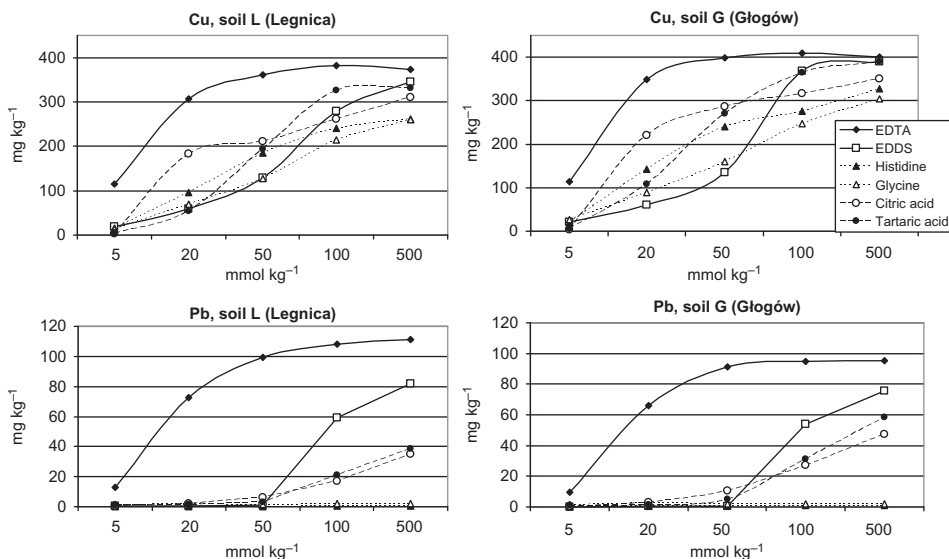 Cu, soil L (Legnica)
mg kg⁻¹
400
300
200
100
0
5 20 50 100 500
mmol kg⁻¹
Cu, soil G (Głogów)
mg kg⁻¹
400
300
200
100
0
5 20 50 100 500
mmol kg⁻¹
EDTA
EDDS
Histidine
Glycine
Citric acid
Tartaric acid
Pb, soil L (Legnica)
mg kg⁻¹
120
100
80
60
40
20
0
5 20 50 100 500
mmol kg⁻¹
Pb, soil G (Głogów)
mg kg⁻¹
120
100
80
60
40
20
0
5 20 50 100 500
mmol kg⁻¹